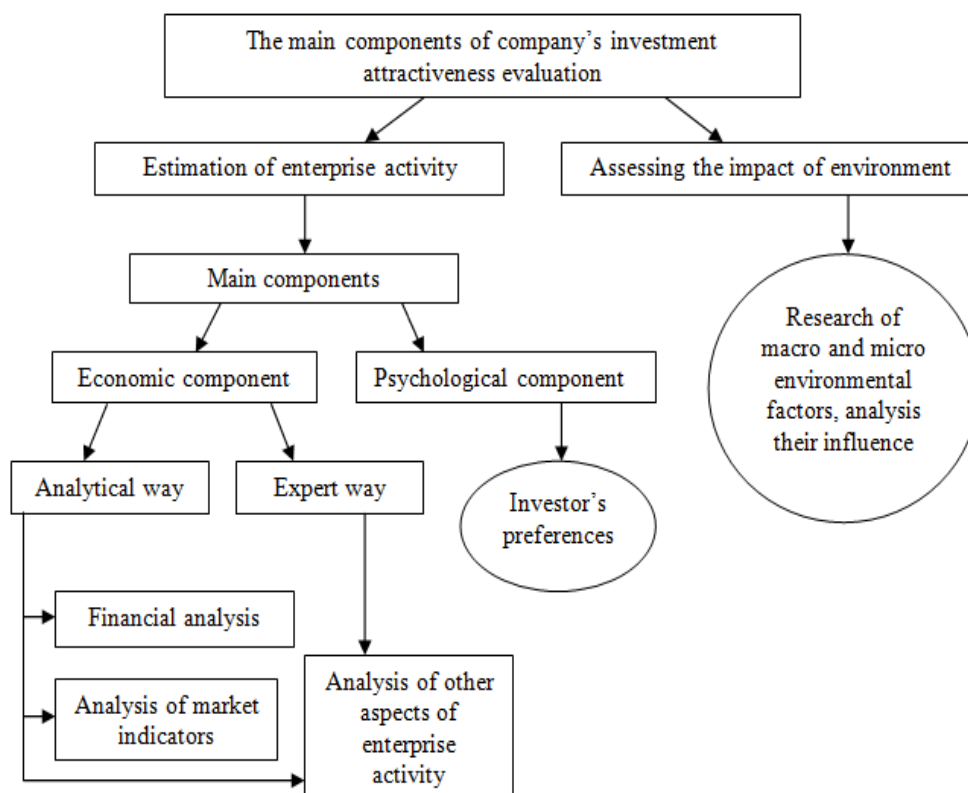 The main components of company’s investment
attractiveness evaluation
Estimation of enterprise activity
Assessing the impact of environment
Main components
Research of
macro and micro
environmental
factors, analysis
their influence
Economic component
Psychological component
Analytical way
Expert way
Investor’s
preferences
Financial analysis
Analysis of market
indicators
Analysis of other
aspects of
enterprise
activity